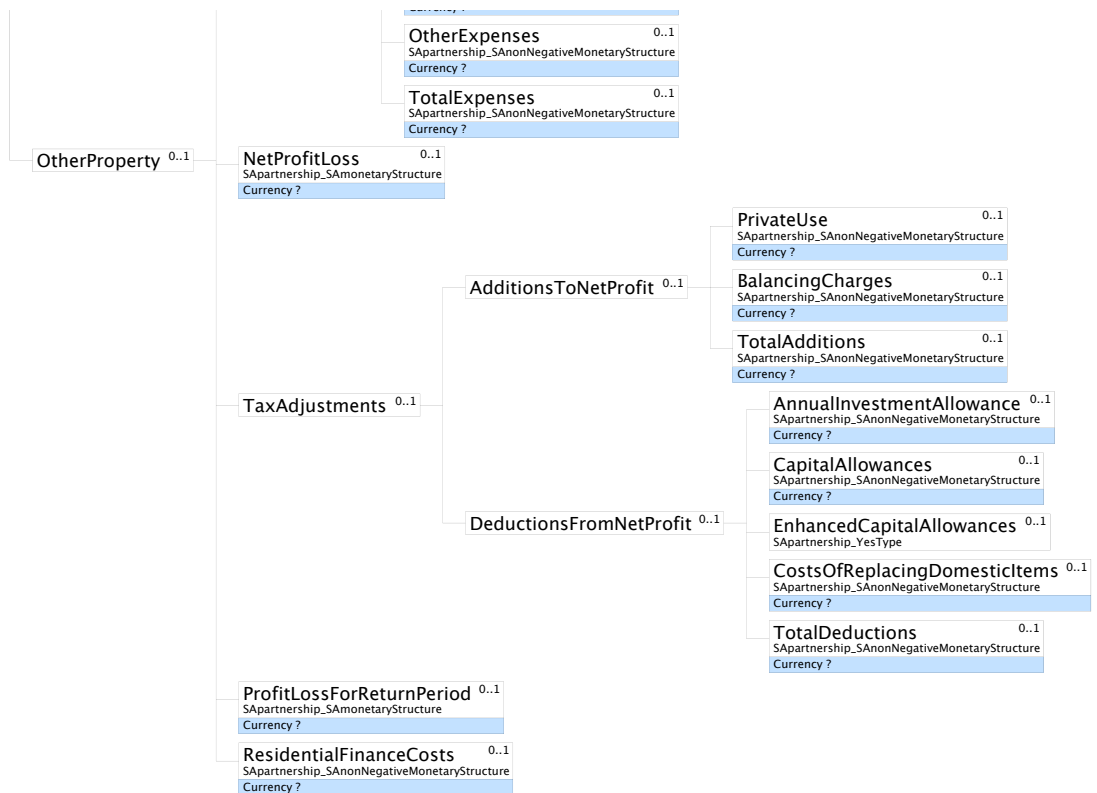 Currency ?
OtherExpenses 0..1
SApartnership_SAnonNegativeMonetaryStructure
Currency ?
TotalExpenses 0..1
SApartnership_SAnonNegativeMonetaryStructure
Currency ?
OtherProperty 0..1
NetProfitLoss 0..1
SApartnership_SAmonetaryStructure
Currency ?
PrivateUse 0..1
SApartnership_SAnonNegativeMonetaryStructure
Currency ?
AdditionsToNetProfit 0..1
BalancingCharges 0..1
SApartnership_SAnonNegativeMonetaryStructure
Currency ?
TotalAdditions 0..1
SApartnership_SAnonNegativeMonetaryStructure
Currency ?
TaxAdjustments 0..1
AnnualInvestmentAllowance 0..1
SApartnership_SAnonNegativeMonetaryStructure
Currency ?
CapitalAllowances 0..1
SApartnership_SAnonNegativeMonetaryStructure
Currency ?
DeductionsFromNetProfit 0..1
EnhancedCapitalAllowances 0..1
SApartnership_YesType
CostsOfReplacingDomesticItems 0..1
SApartnership_SAnonNegativeMonetaryStructure
Currency ?
TotalDeductions 0..1
SApartnership_SAnonNegativeMonetaryStructure
Currency ?
ProfitLossForReturnPeriod 0..1
SApartnership_SAmonetaryStructure
Currency ?
ResidentialFinanceCosts 0..1
SApartnership_SAnonNegativeMonetaryStructure
Currency ?